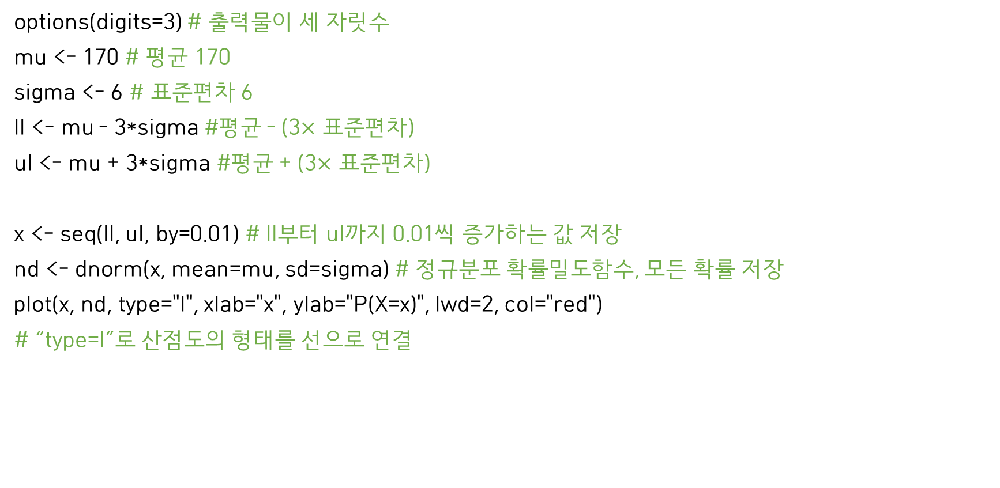 options(digits=3) # 출력물이 세 자릿수
mu <- 170 # 평균 170
sigma <- 6 # 표준편차 6
ll <- mu - 3*sigma #평균 - (3× 표준편차)
ul <- mu + 3*sigma #평균 + (3× 표준편차)
x <- seq(ll, ul, by=0.01) # ll부터 ul까지 0.01씩 증가하는 값 저장
nd <- dnorm(x, mean=mu, sd=sigma) # 정규분포 확률밀도함수, 모든 확률 저장
plot(x, nd, type="l", xlab="x", ylab="P(X=x)", lwd=2, col="red")
# “type=l”로 산점도의 형태를 선으로 연결